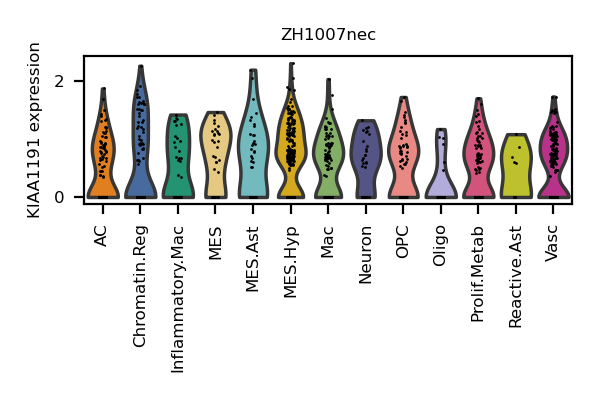 ZH1007nec
KIAA1191 expression
2
0
AC
Chromatin.Reg
Inflammatory.Mac
MES
MES.Ast
MES.Hyp
Mac
Neuron
OPC
Oligo
Prolif.Metab
Reactive.Ast
Vasc